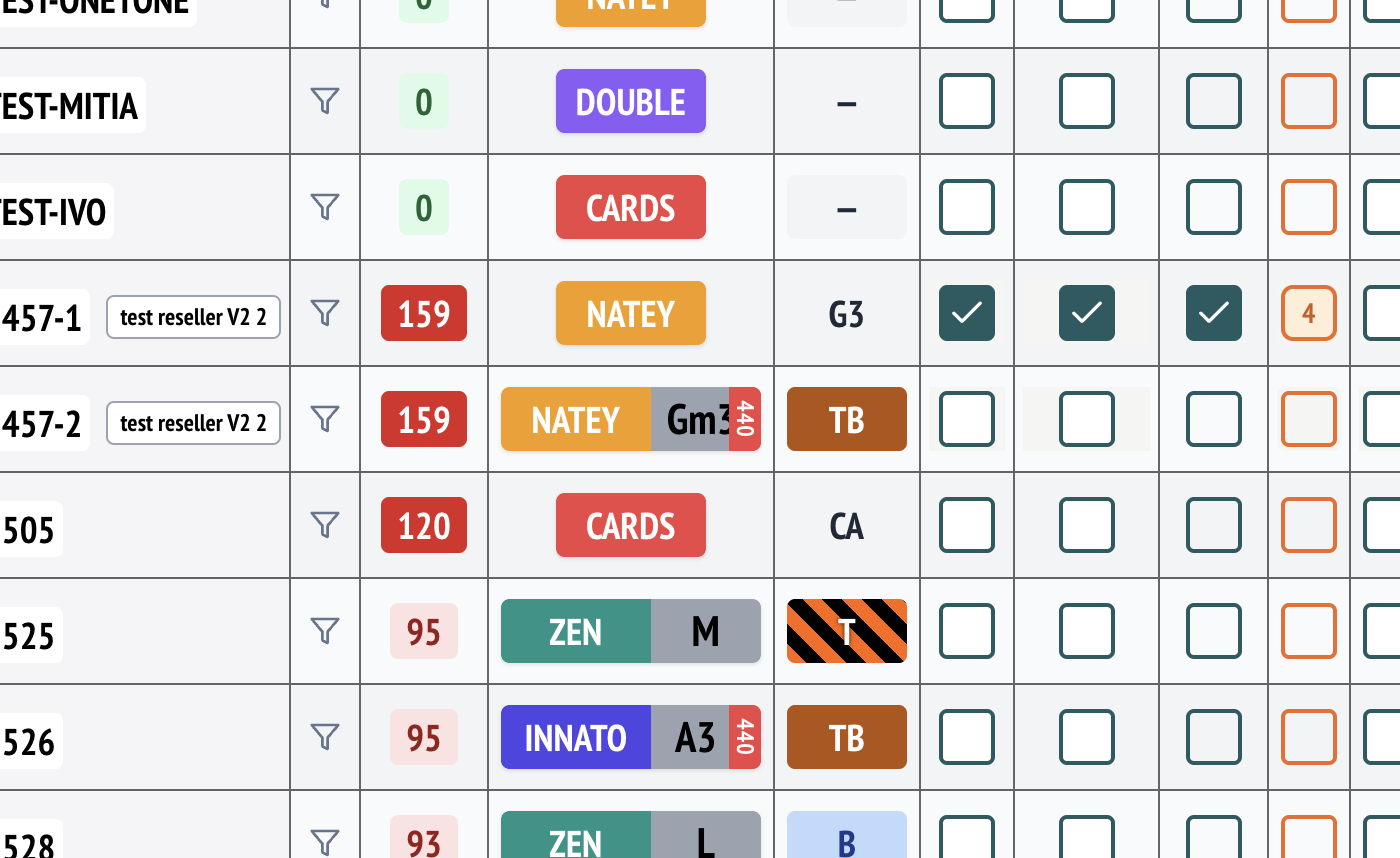 EST-ONETONE 0 NATEY –
TEST-MITIA 0 DOUBLE –
TEST-IVO 0 CARDS –
457-1 test reseller V2 2 159 NATEY G3 4
457-2 test reseller V2 2 159 NATEY Gm3 440 TB
505 120 CARDS CA
525 95 ZEN M T
526 95 INNATO A3 440 TB
528 93 ZEN L B